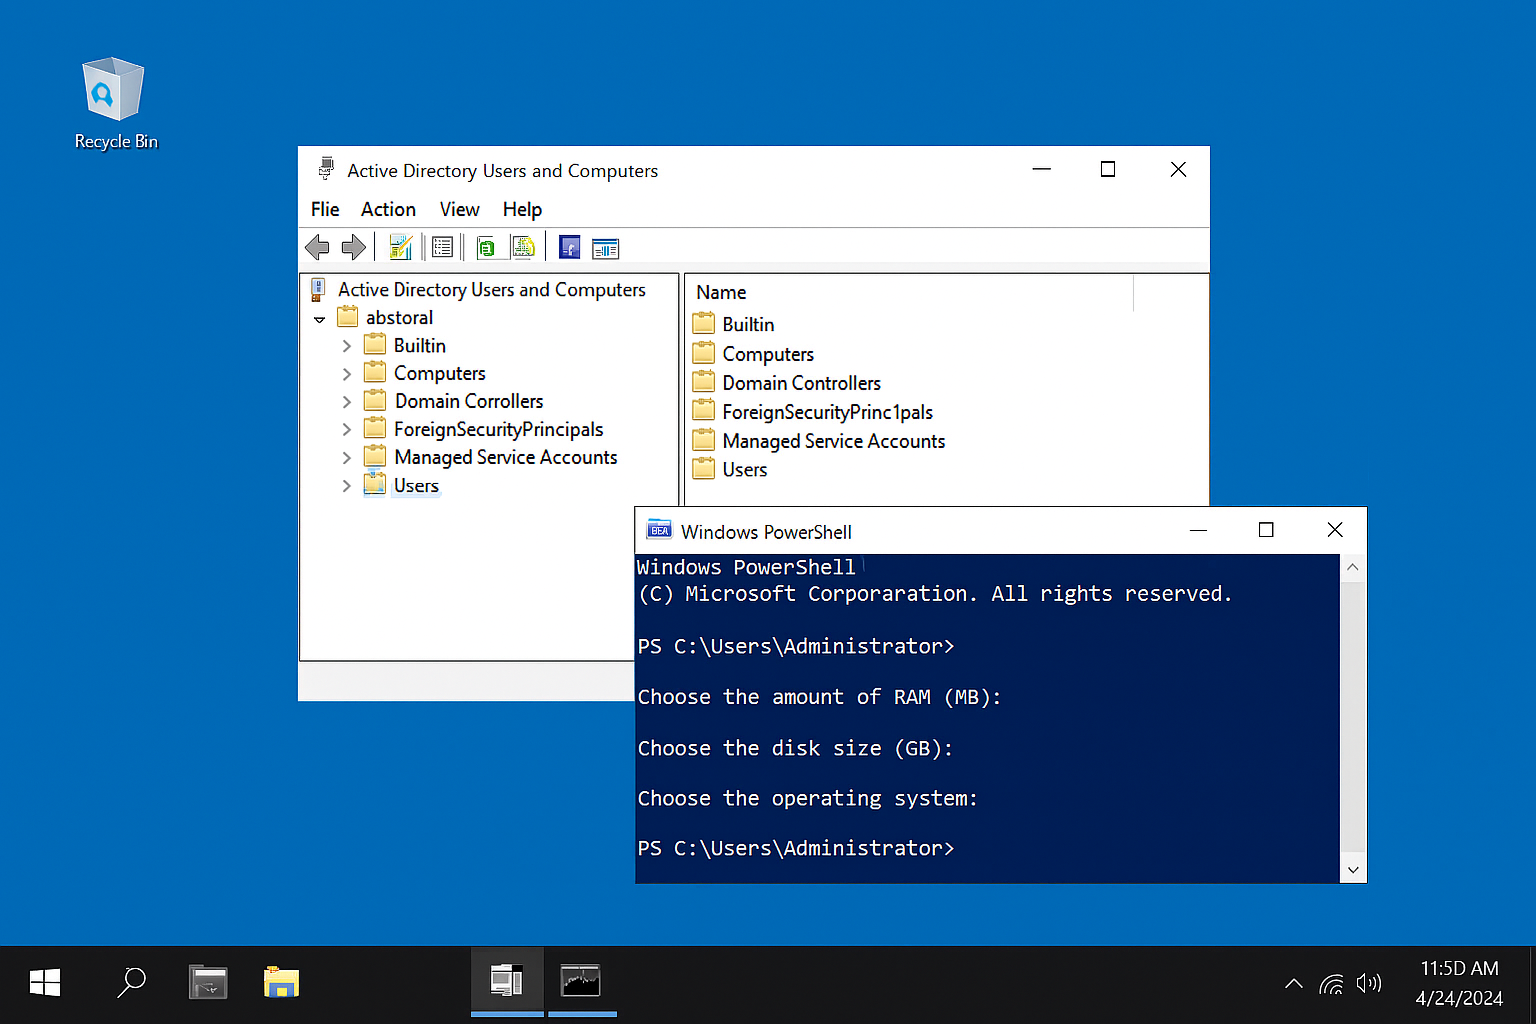 Recycle Bin
Active Directory Users and Computers
Flie Action View Help
Active Directory Users and Computers
abstoral
Builtin
Computers
Domain Corrollers
ForeignSecurityPrincipals
Managed Service Accounts
Users
Name
Builtin
Computers
Domain Controllers
ForeignSecurityPrinc1pals
Managed Service Accounts
Users
Windows PowerShell
Windows PowerShell
(C) Microsoft Corporaration. All rights reserved.
PS C:\Users\Administrator>
Choose the amount of RAM (MB):
Choose the disk size (GB):
Choose the operating system:
PS C:\Users\Administrator>
11:5D AM
4/24/2024